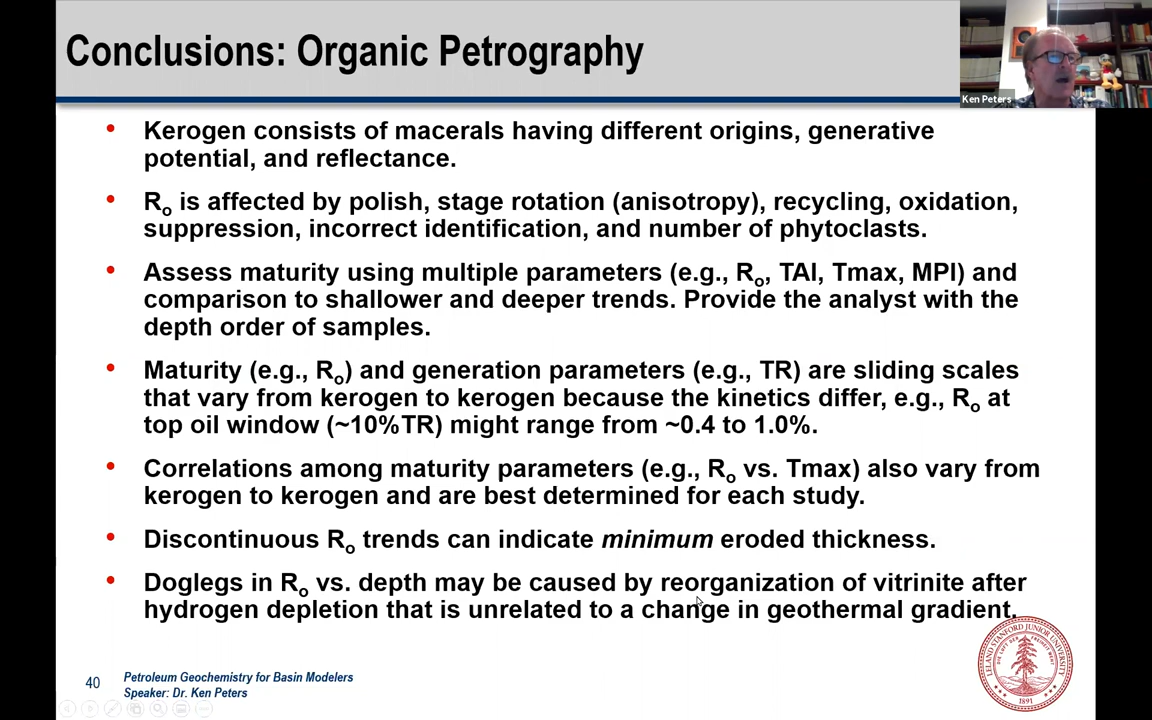 Conclusions: Organic Petrography
Ken Peters
• Kerogen consists of macerals having different origins, generative
potential, and reflectance.
• Ro is affected by polish, stage rotation (anisotropy), recycling, oxidation,
suppression, incorrect identification, and number of phytoclasts.
• Assess maturity using multiple parameters (e.g., Ro, TAI, Tmax, MPI) and
comparison to shallower and deeper trends. Provide the analyst with the
depth order of samples.
• Maturity (e.g., Ro) and generation parameters (e.g., TR) are sliding scales
that vary from kerogen to kerogen because the kinetics differ, e.g., Ro at
top oil window (~10%TR) might range from ~0.4 to 1.0%.
• Correlations among maturity parameters (e.g., Ro vs. Tmax) also vary from
kerogen to kerogen and are best determined for each study.
• Discontinuous Ro trends can indicate minimum eroded thickness.
• Doglegs in Ro vs. depth may be caused by reorganization of vitrinite after
hydrogen depletion that is unrelated to a change in geothermal gradient.
LELAND STANFORD JUNIOR UNIVERSITY
1891
40
Petroleum Geochemistry for Basin Modelers
Speaker: Dr. Ken Peters